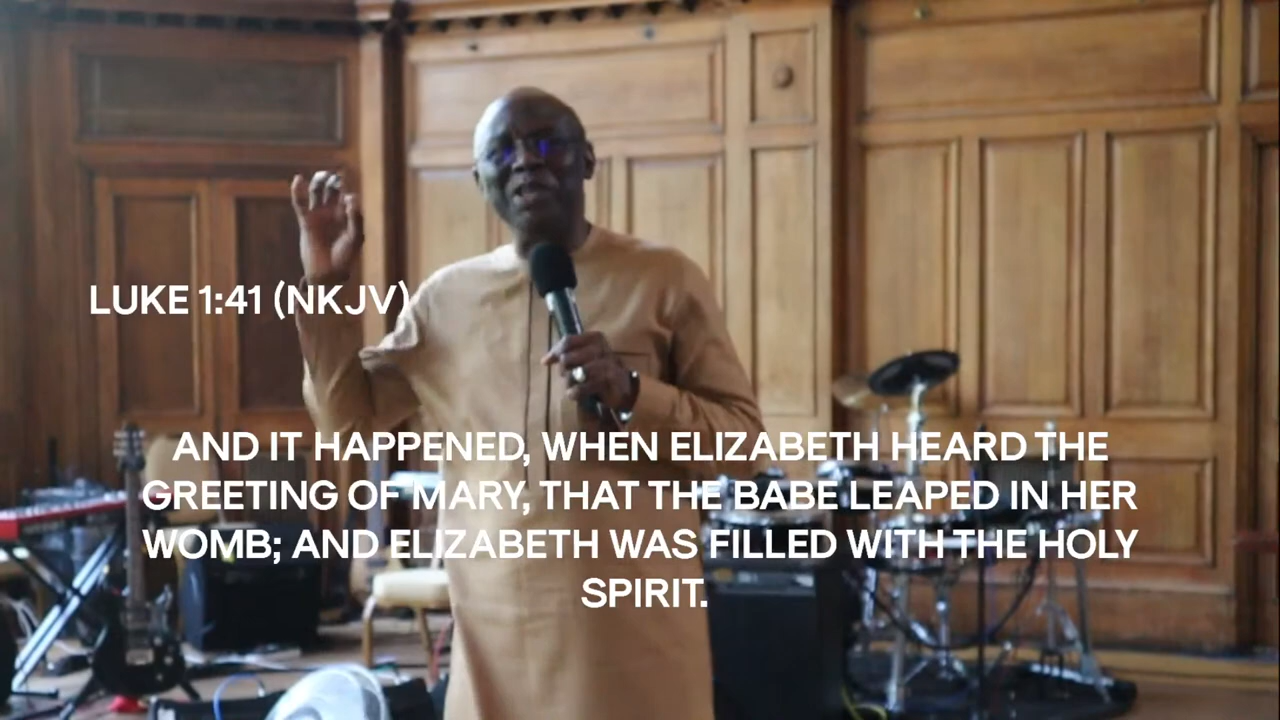 LUKE 1:41 (NKJV)
AND IT HAPPENED, WHEN ELIZABETH HEARD THE
GREETING OF MARY, THAT THE BABE LEAPED IN HER
WOMB; AND ELIZABETH WAS FILLED WITH THE HOLY
SPIRIT.